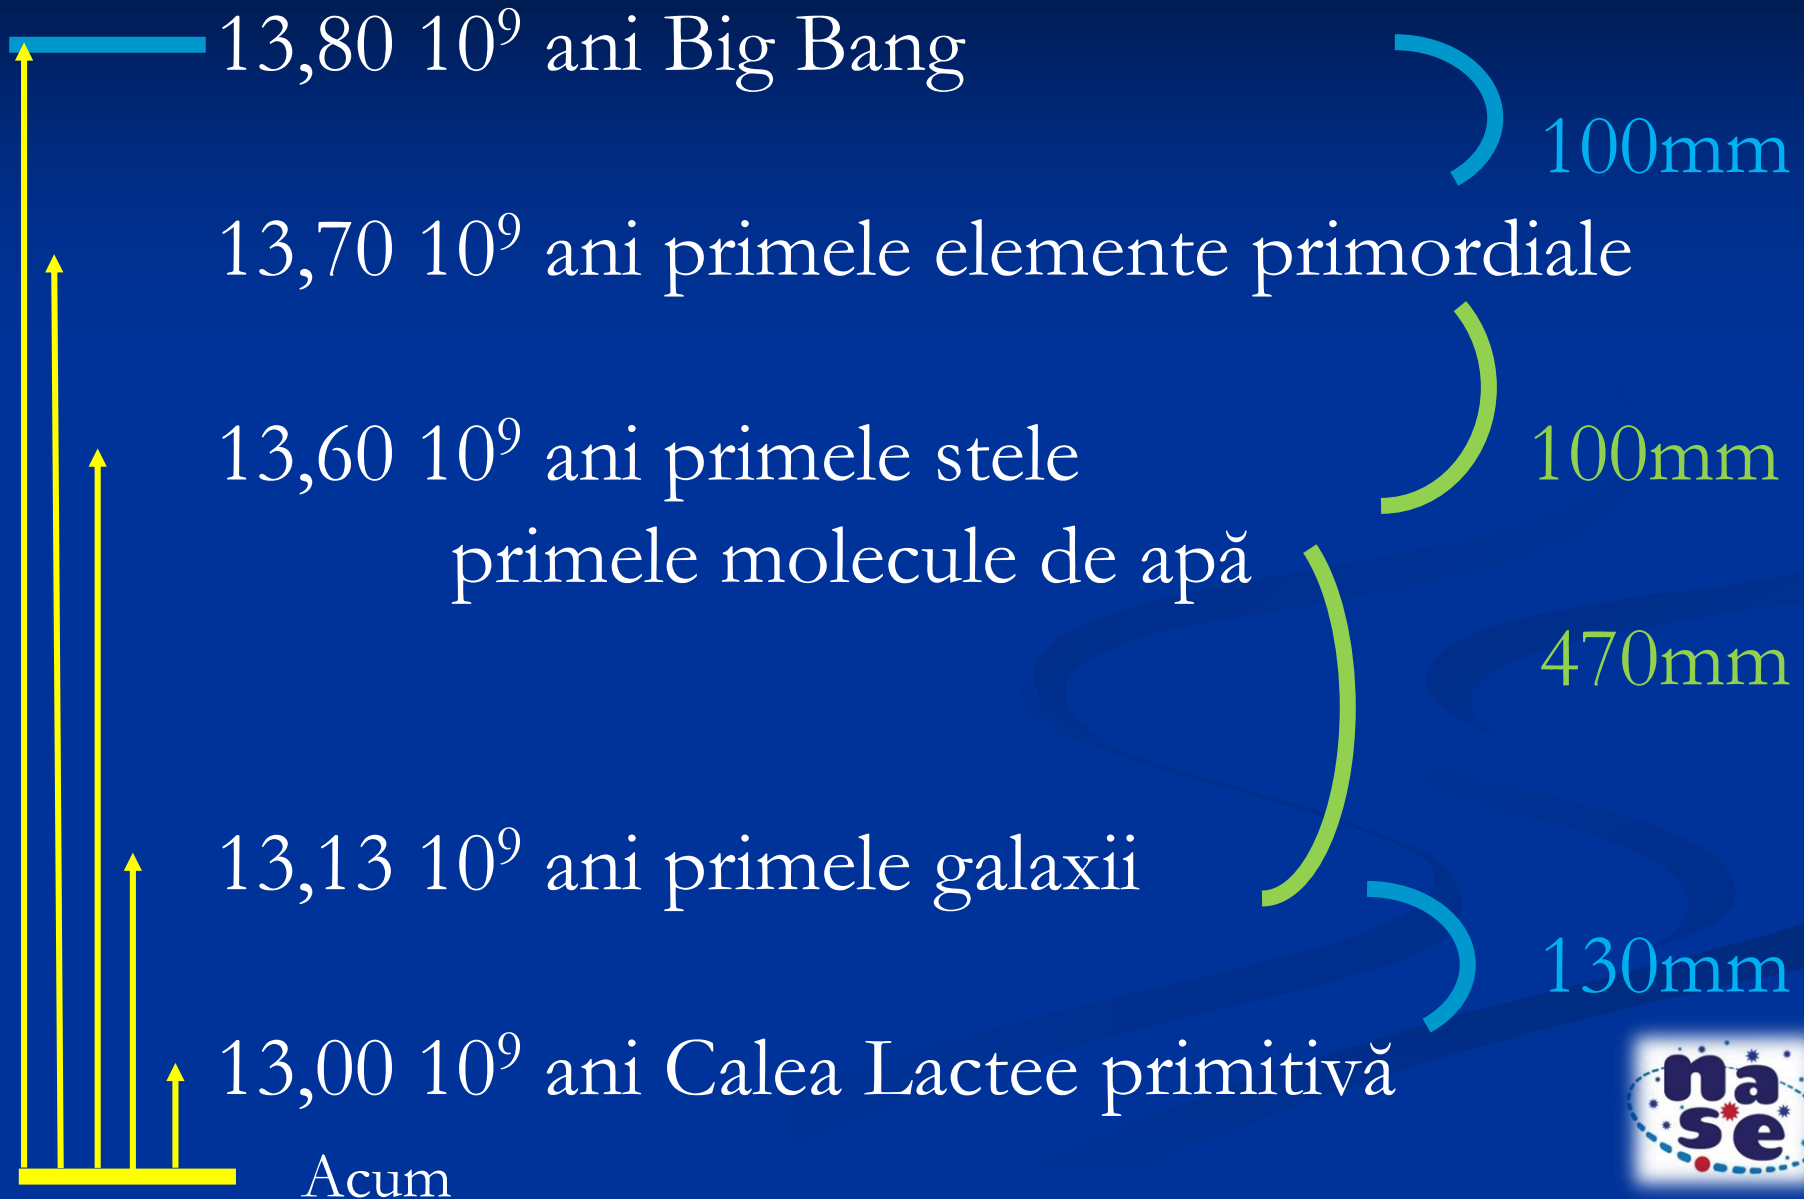 13,80 10⁹ ani Big Bang
100mm
13,70 10⁹ ani primele elemente primordiale
13,60 10⁹ ani primele stele
100mm
primele molecule de apă
470mm
13,13 10⁹ ani primele galaxii
130mm
13,00 10⁹ ani Calea Lactee primitivă
Acum
na
se